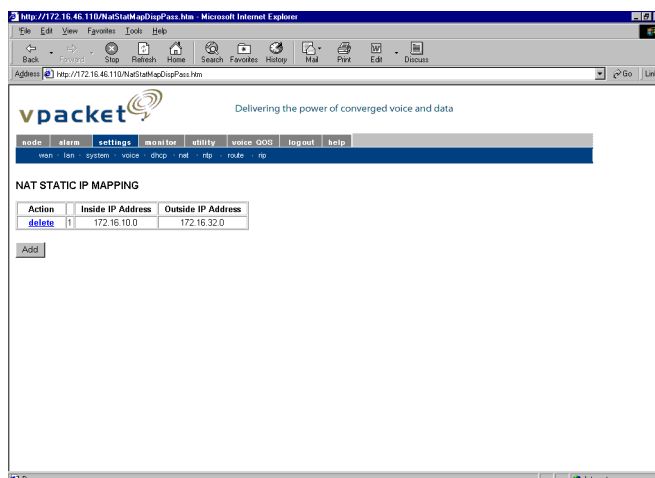 http://172.16.46.110/NatStatMapDispPass.htm - Microsoft Internet Explorer
File Edit View Favorites Tools Help
Back Forward Stop Refresh Home Search Favorites History Mail Print Edit Discuss
Address http://172.16.46.110/NatStatMapDispPass.htm Go Lin
vpacket Delivering the power of converged voice and data
node alarm settings monitor utility voice QOS logout help
wan · lan · system · voice · dhcp · nat · rtp · route · rip
NAT STATIC IP MAPPING
Action Inside IP Address Outside IP Address
delete 1 172.16.10.0 172.16.32.0
Add